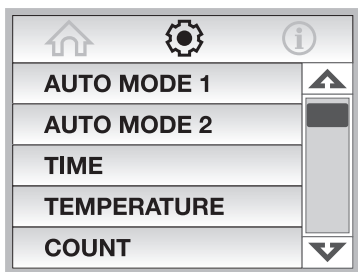 AUTO MODE 1
AUTO MODE 2
TIME
TEMPERATURE
COUNT